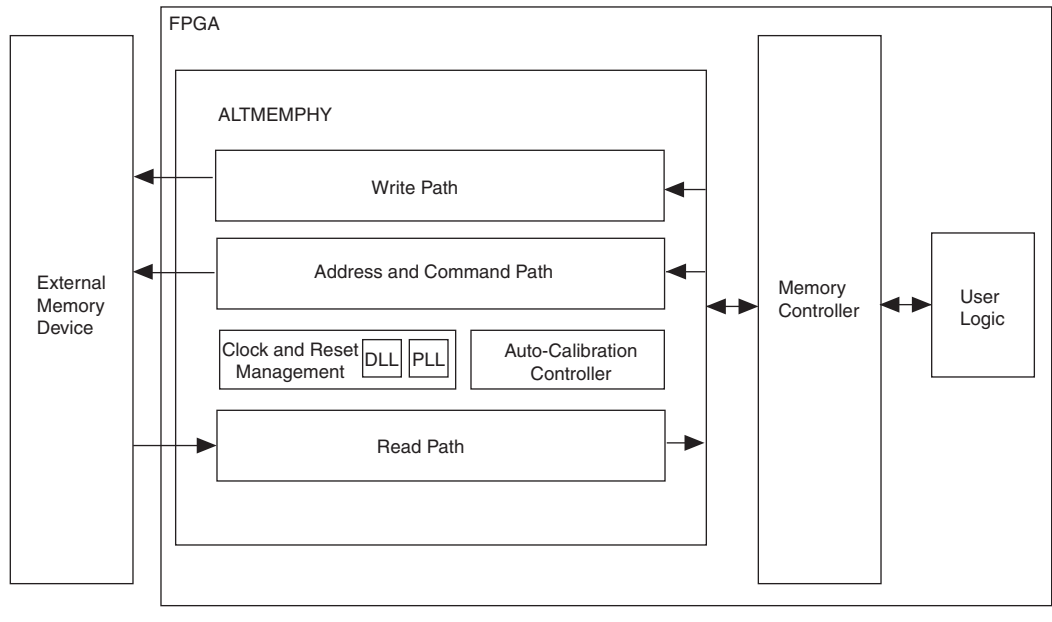 FPGA
ALTMEMPHY
Write Path
Address and Command Path
External
Memory
Device
Memory
Controller
User
Logic
Clock and Reset
Management
DLL
PLL
Auto-Calibration
Controller
Read Path